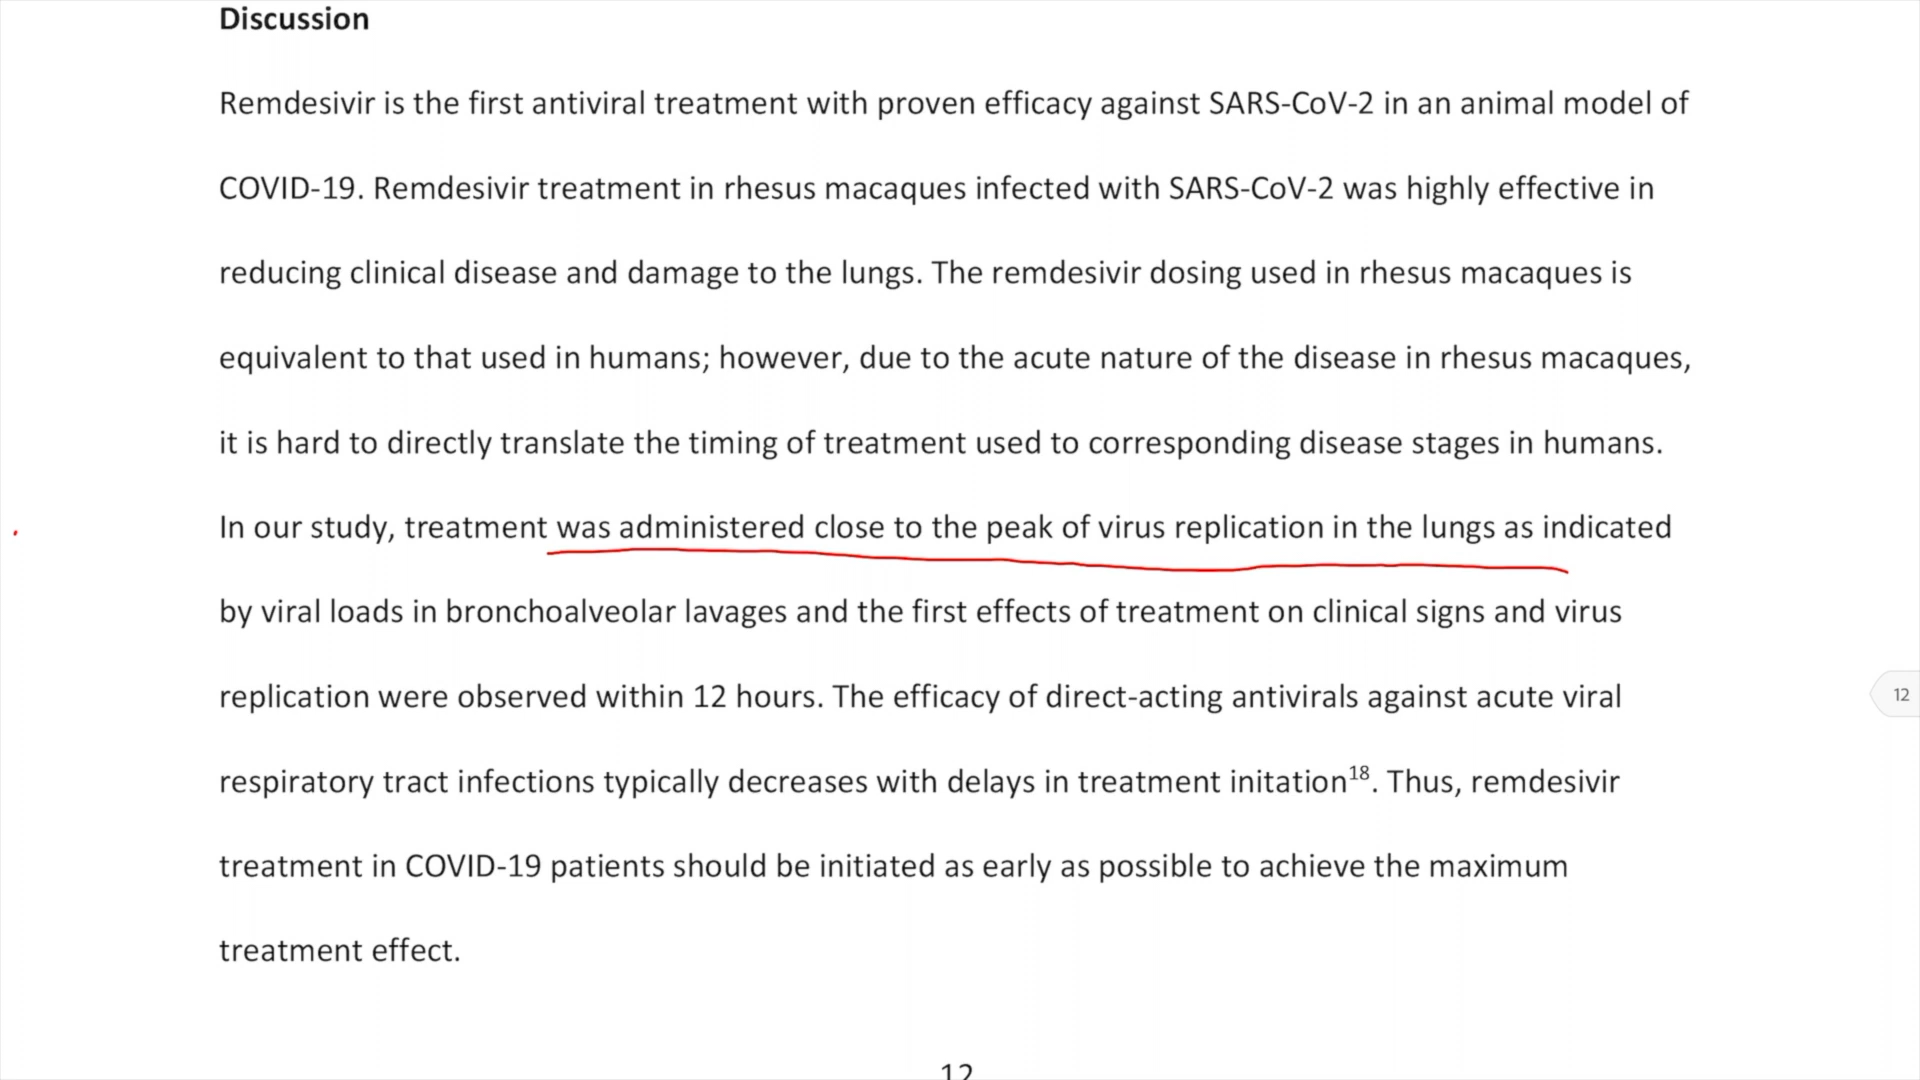 Discussion
Remdesivir is the first antiviral treatment with proven efficacy against SARS-CoV-2 in an animal model of
COVID-19. Remdesivir treatment in rhesus macaques infected with SARS-CoV-2 was highly effective in
reducing clinical disease and damage to the lungs. The remdesivir dosing used in rhesus macaques is
equivalent to that used in humans; however, due to the acute nature of the disease in rhesus macaques,
it is hard to directly translate the timing of treatment used to corresponding disease stages in humans.
In our study, treatment was administered close to the peak of virus replication in the lungs as indicated
by viral loads in bronchoalveolar lavages and the first effects of treatment on clinical signs and virus
replication were observed within 12 hours. The efficacy of direct-acting antivirals against acute viral
12
respiratory tract infections typically decreases with delays in treatment initation¹⁸. Thus, remdesivir
treatment in COVID-19 patients should be initiated as early as possible to achieve the maximum
treatment effect.
12